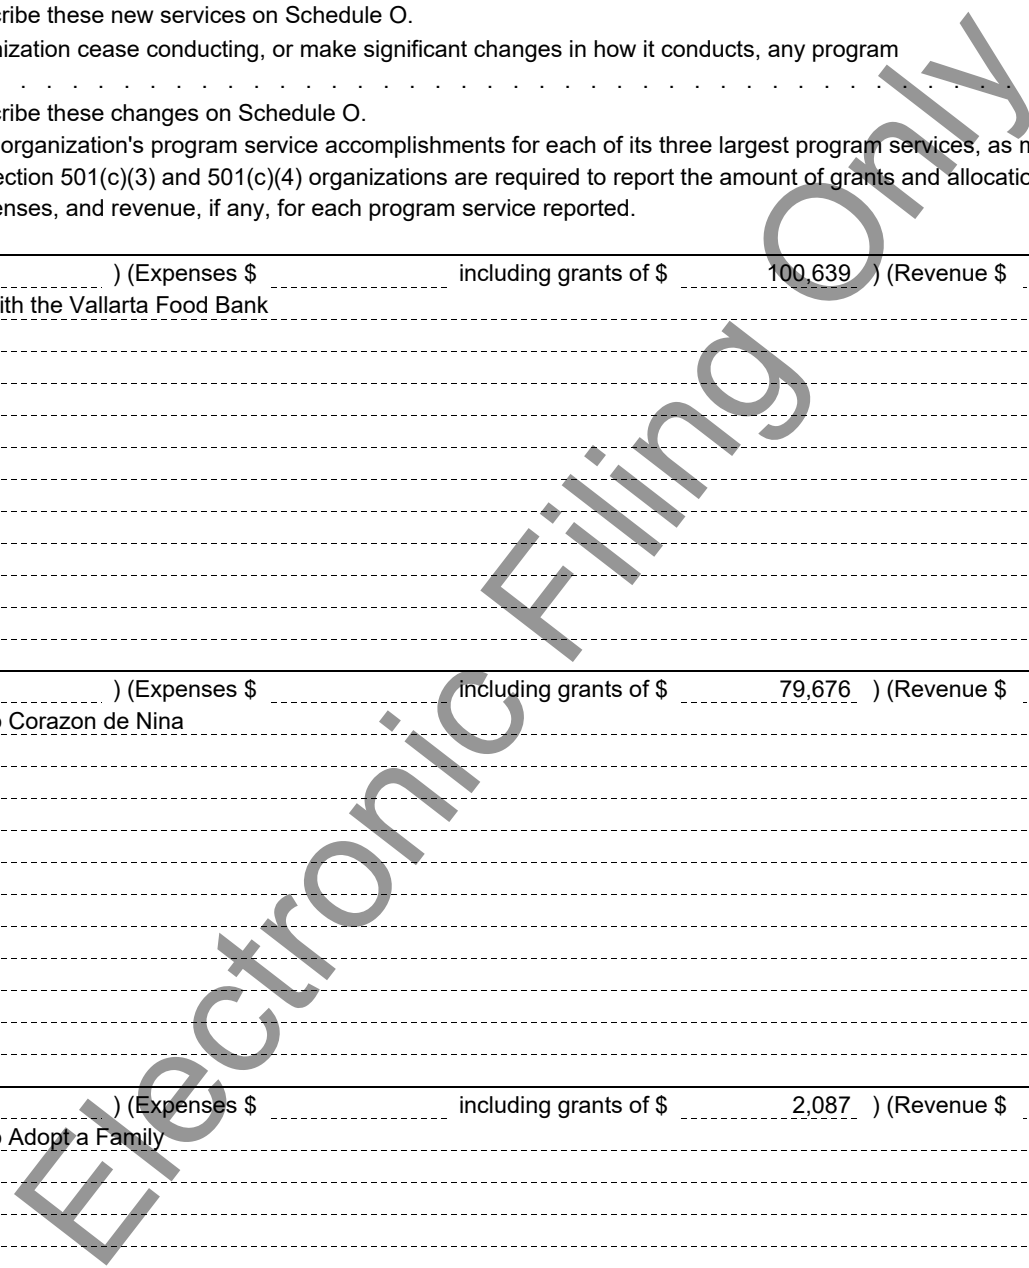 ribe these new services on Schedule O.
nization cease conducting, or make significant changes in how it conducts, any program
. . . . . . . . . . . . . . . . . . . . . . . . . . . . . . . . . . . . . . .
ribe these changes on Schedule O.
organization's program service accomplishments for each of its three largest program services, as m
ection 501(c)(3) and 501(c)(4) organizations are required to report the amount of grants and allocatio
enses, and revenue, if any, for each program service reported.
) (Expenses $ including grants of $ 100,639 ) (Revenue $
ith the Vallarta Food Bank
) (Expenses $ including grants of $ 79,676 ) (Revenue $
o Corazon de Nina
) (Expenses $ including grants of $ 2,087 ) (Revenue $
o Adopt a Family
Electronic Filing Only